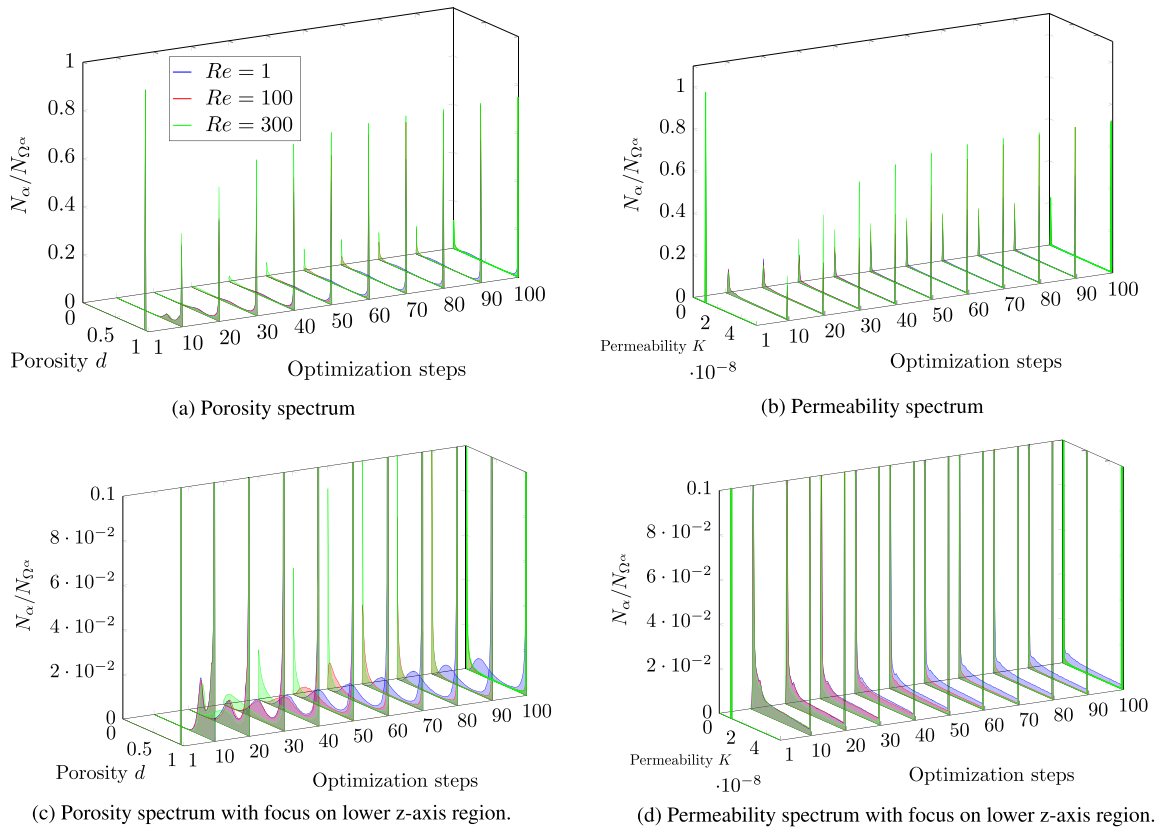 1
0.8
0.6
0.4
0.2
0
N_α/N_Ω^α
Re = 1
Re = 100
Re = 300
0
0.5
1
Porosity d
1
10
20
30
40
50
60
70
80
90
100
Optimization steps
(a) Porosity spectrum
1
0.8
0.6
0.4
0.2
0
N_α/N_Ω^α
0
2
4
Permeability K
·10⁻⁸
1
10
20
30
40
50
60
70
80
90
100
Optimization steps
(b) Permeability spectrum
0.1
8 · 10⁻²
6 · 10⁻²
4 · 10⁻²
2 · 10⁻²
0
N_α/N_Ω^α
0
0.5
1
Porosity d
1
10
20
30
40
50
60
70
80
90
100
Optimization steps
(c) Porosity spectrum with focus on lower z-axis region.
0.1
8 · 10⁻²
6 · 10⁻²
4 · 10⁻²
2 · 10⁻²
0
N_α/N_Ω^α
0
2
4
Permeability K
·10⁻⁸
1
10
20
30
40
50
60
70
80
90
100
Optimization steps
(d) Permeability spectrum with focus on lower z-axis region.